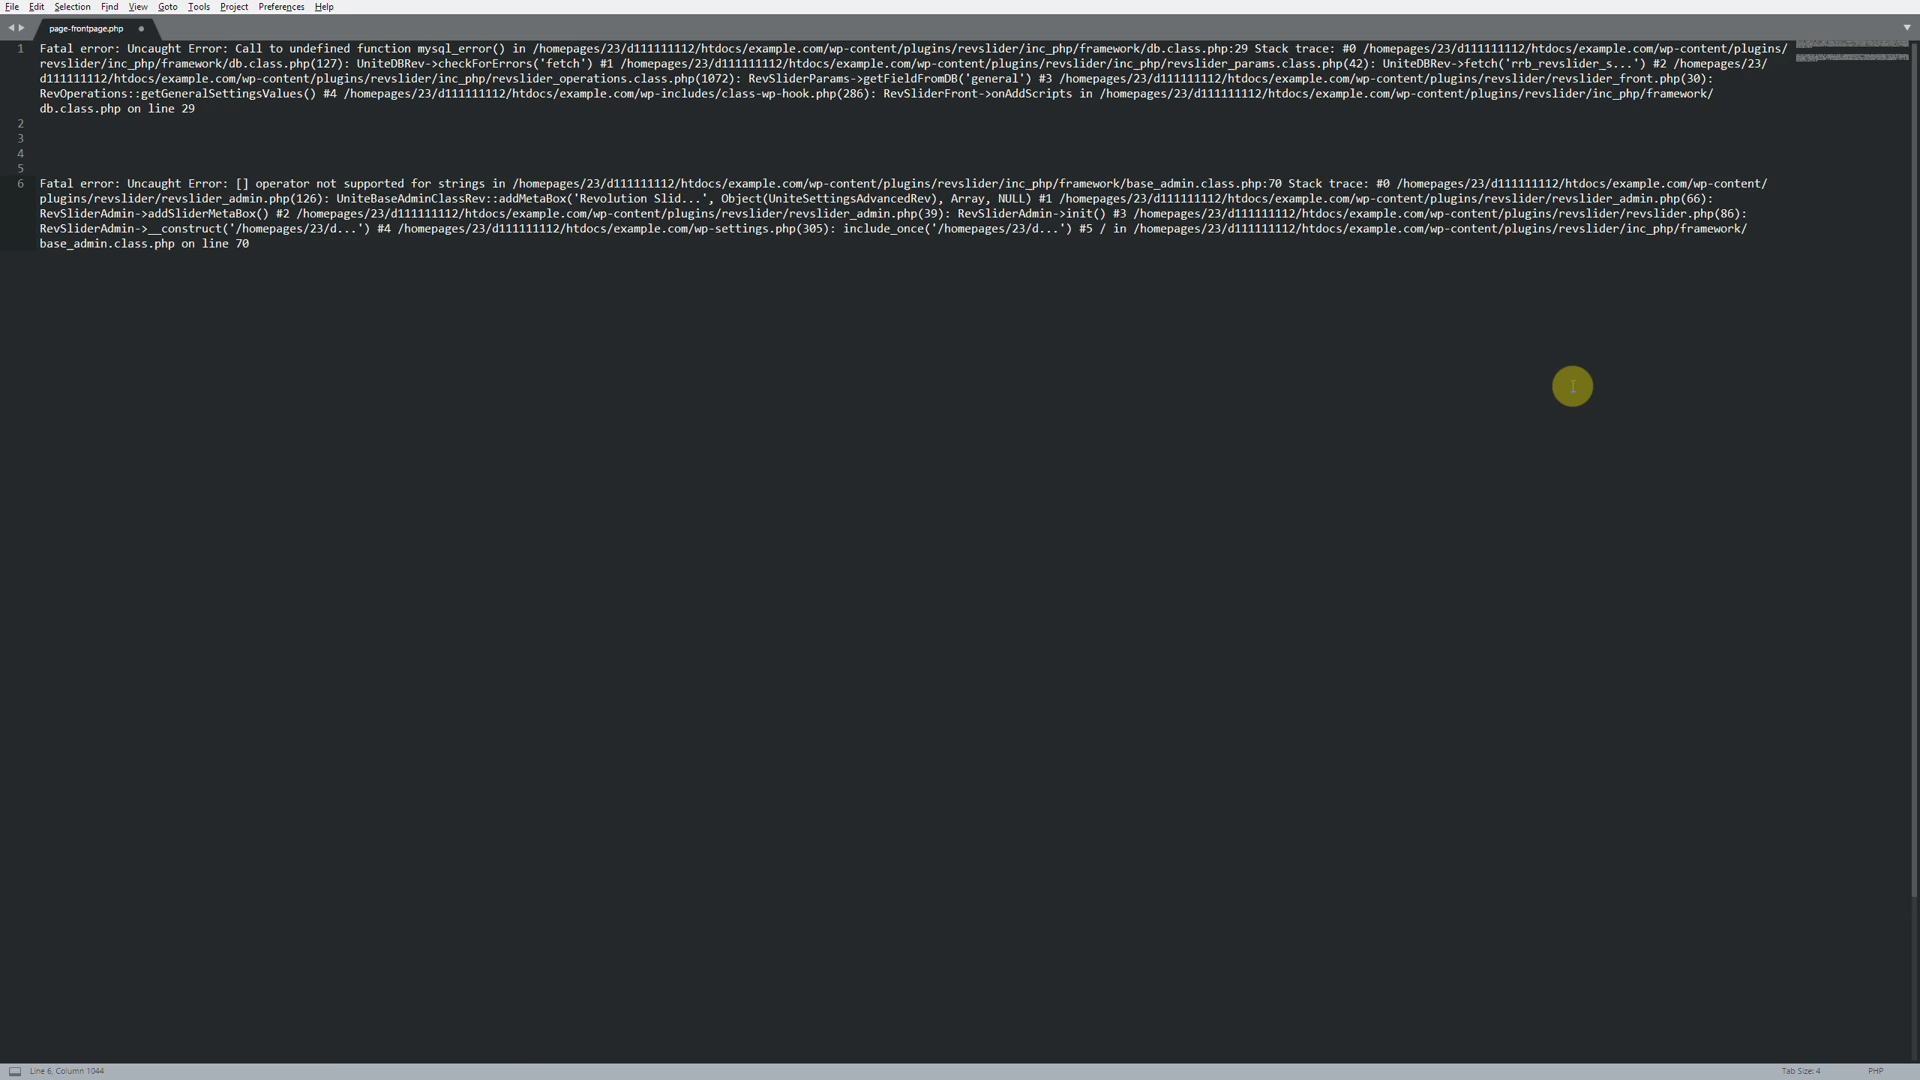 File Edit Selection Find View Goto Tools Project Preferences Help
page-frontpage.php
1 Fatal error: Uncaught Error: Call to undefined function mysql_error() in /homepages/23/d111111112/htdocs/example.com/wp-content/plugins/revslider/inc_php/framework/db.class.php:29 Stack trace: #0 /homepages/23/d111111112/htdocs/example.com/wp-content/plugins/
revslider/inc_php/framework/db.class.php(127): UniteDBRev->checkForErrors('fetch') #1 /homepages/23/d111111112/htdocs/example.com/wp-content/plugins/revslider/inc_php/revslider_params.class.php(42): UniteDBRev->fetch('rrb_revslider_s...') #2 /homepages/23/
d111111112/htdocs/example.com/wp-content/plugins/revslider/inc_php/revslider_operations.class.php(1072): RevSliderParams->getFieldFromDB('general') #3 /homepages/23/d111111112/htdocs/example.com/wp-content/plugins/revslider/revslider_front.php(30):
RevOperations::getGeneralSettingsValues() #4 /homepages/23/d111111112/htdocs/example.com/wp-includes/class-wp-hook.php(286): RevSliderFront->onAddScripts in /homepages/23/d111111112/htdocs/example.com/wp-content/plugins/revslider/inc_php/framework/
db.class.php on line 29
2
3
4
5
6 Fatal error: Uncaught Error: [] operator not supported for strings in /homepages/23/d111111112/htdocs/example.com/wp-content/plugins/revslider/inc_php/framework/base_admin.class.php:70 Stack trace: #0 /homepages/23/d111111112/htdocs/example.com/wp-content/
plugins/revslider/revslider_admin.php(126): UniteBaseAdminClassRev::addMetaBox('Revolution Slid...', Object(UniteSettingsAdvancedRev), Array, NULL) #1 /homepages/23/d111111112/htdocs/example.com/wp-content/plugins/revslider/revslider_admin.php(66):
RevSliderAdmin->addSliderMetaBox() #2 /homepages/23/d111111112/htdocs/example.com/wp-content/plugins/revslider/revslider_admin.php(39): RevSliderAdmin->init() #3 /homepages/23/d111111112/htdocs/example.com/wp-content/plugins/revslider/revslider.php(86):
RevSliderAdmin->__construct('/homepages/23/d...') #4 /homepages/23/d111111112/htdocs/example.com/wp-settings.php(305): include_once('/homepages/23/d...') #5 / in /homepages/23/d111111112/htdocs/example.com/wp-content/plugins/revslider/inc_php/framework/
base_admin.class.php on line 70
Line 6, Column 1044 Tab Size: 4 PHP